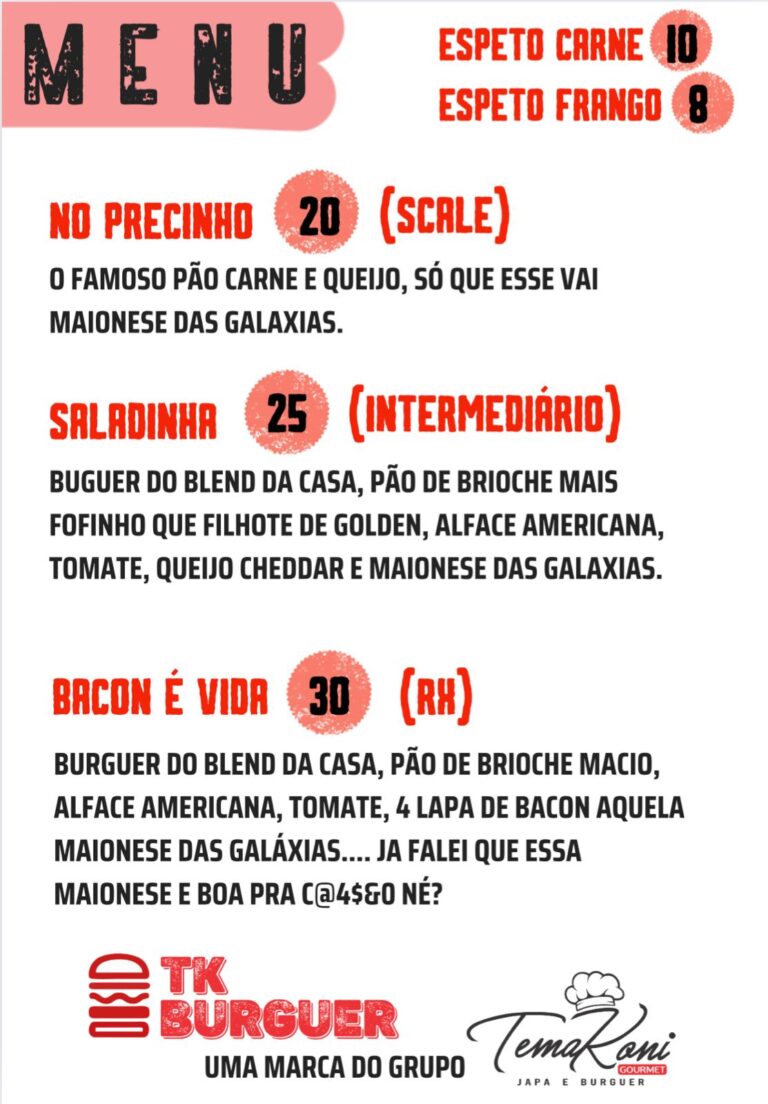 MENU
ESPETO CARNE 10
ESPETO FRANGO 8
NO PRECINHO 20 (SCALE)
O FAMOSO PÃO CARNE E QUEIJO, SÓ QUE ESSE VAI
MAIONESE DAS GALAXIAS.
SALADINHA 25 (INTERMEDIÁRIO)
BUGUER DO BLEND DA CASA, PÃO DE BRIOCHE MAIS
FOFINHO QUE FILHOTE DE GOLDEN, ALFACE AMERICANA,
TOMATE, QUEIJO CHEDDAR E MAIONESE DAS GALAXIAS.
BACON É VIDA 30 (RX)
BURGUER DO BLEND DA CASA, PÃO DE BRIOCHE MACIO,
ALFACE AMERICANA, TOMATE, 4 LAPA DE BACON AQUELA
MAIONESE DAS GALÁXIAS.... JA FALEI QUE ESSA
MAIONESE E BOA PRA C@4$&0 NÉ?
TK
BURGUER
UMA MARCA DO GRUPO
TemaKoni
GOURMET
JAPA E BURGUER